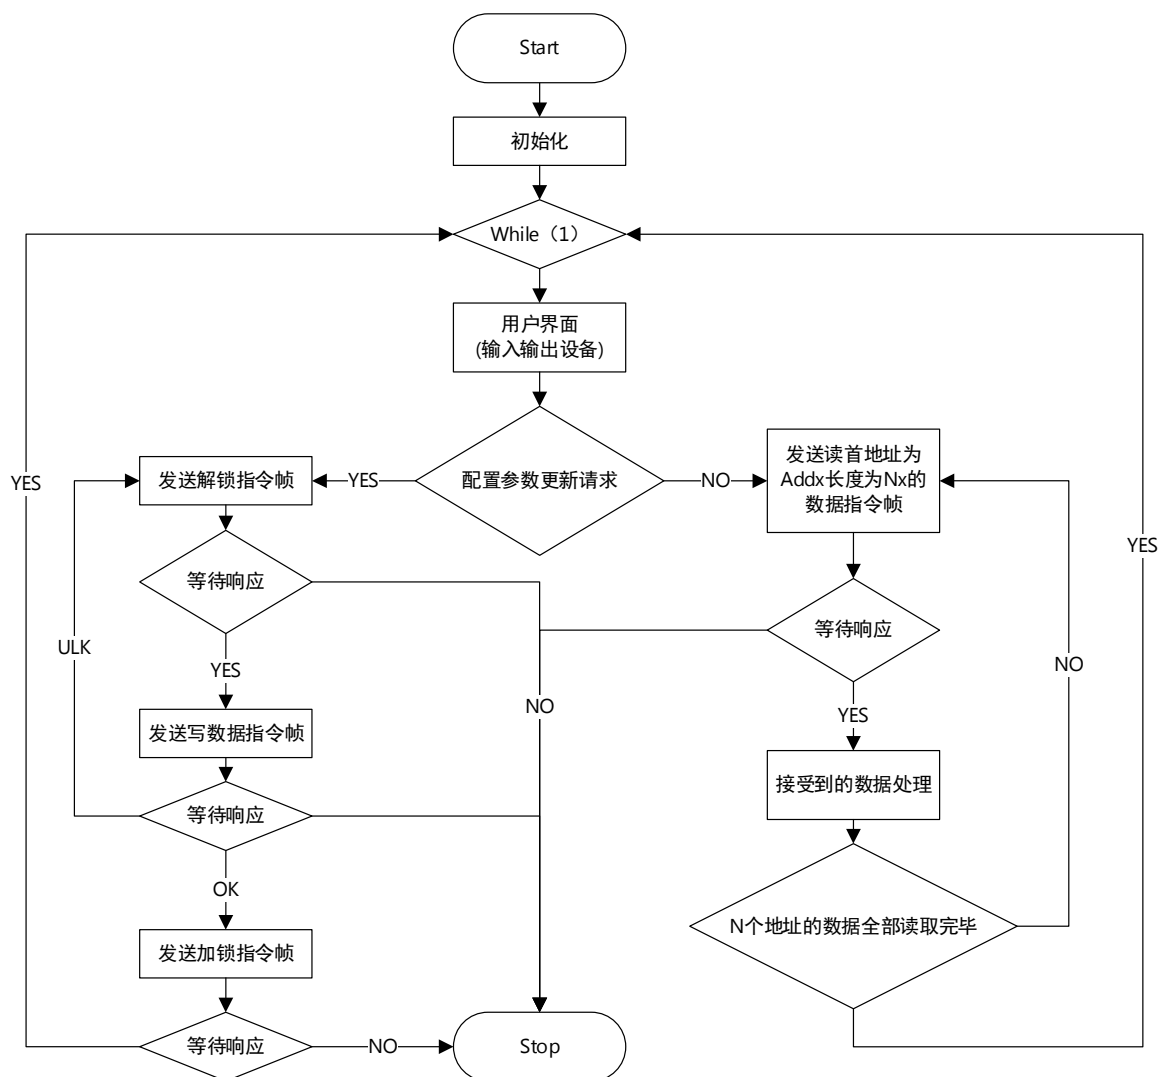 Start
初始化
While（1）
用户界面
(输入输出设备)
配置参数更新请求
YES
NO
发送解锁指令帧
发送读首地址为
Addx长度为Nx的
数据指令帧
YES
YES
等待响应
等待响应
ULK
NO
YES
NO
YES
发送写数据指令帧
接受到的数据处理
等待响应
OK
N个地址的数据全部读取完毕
发送加锁指令帧
等待响应
NO
Stop